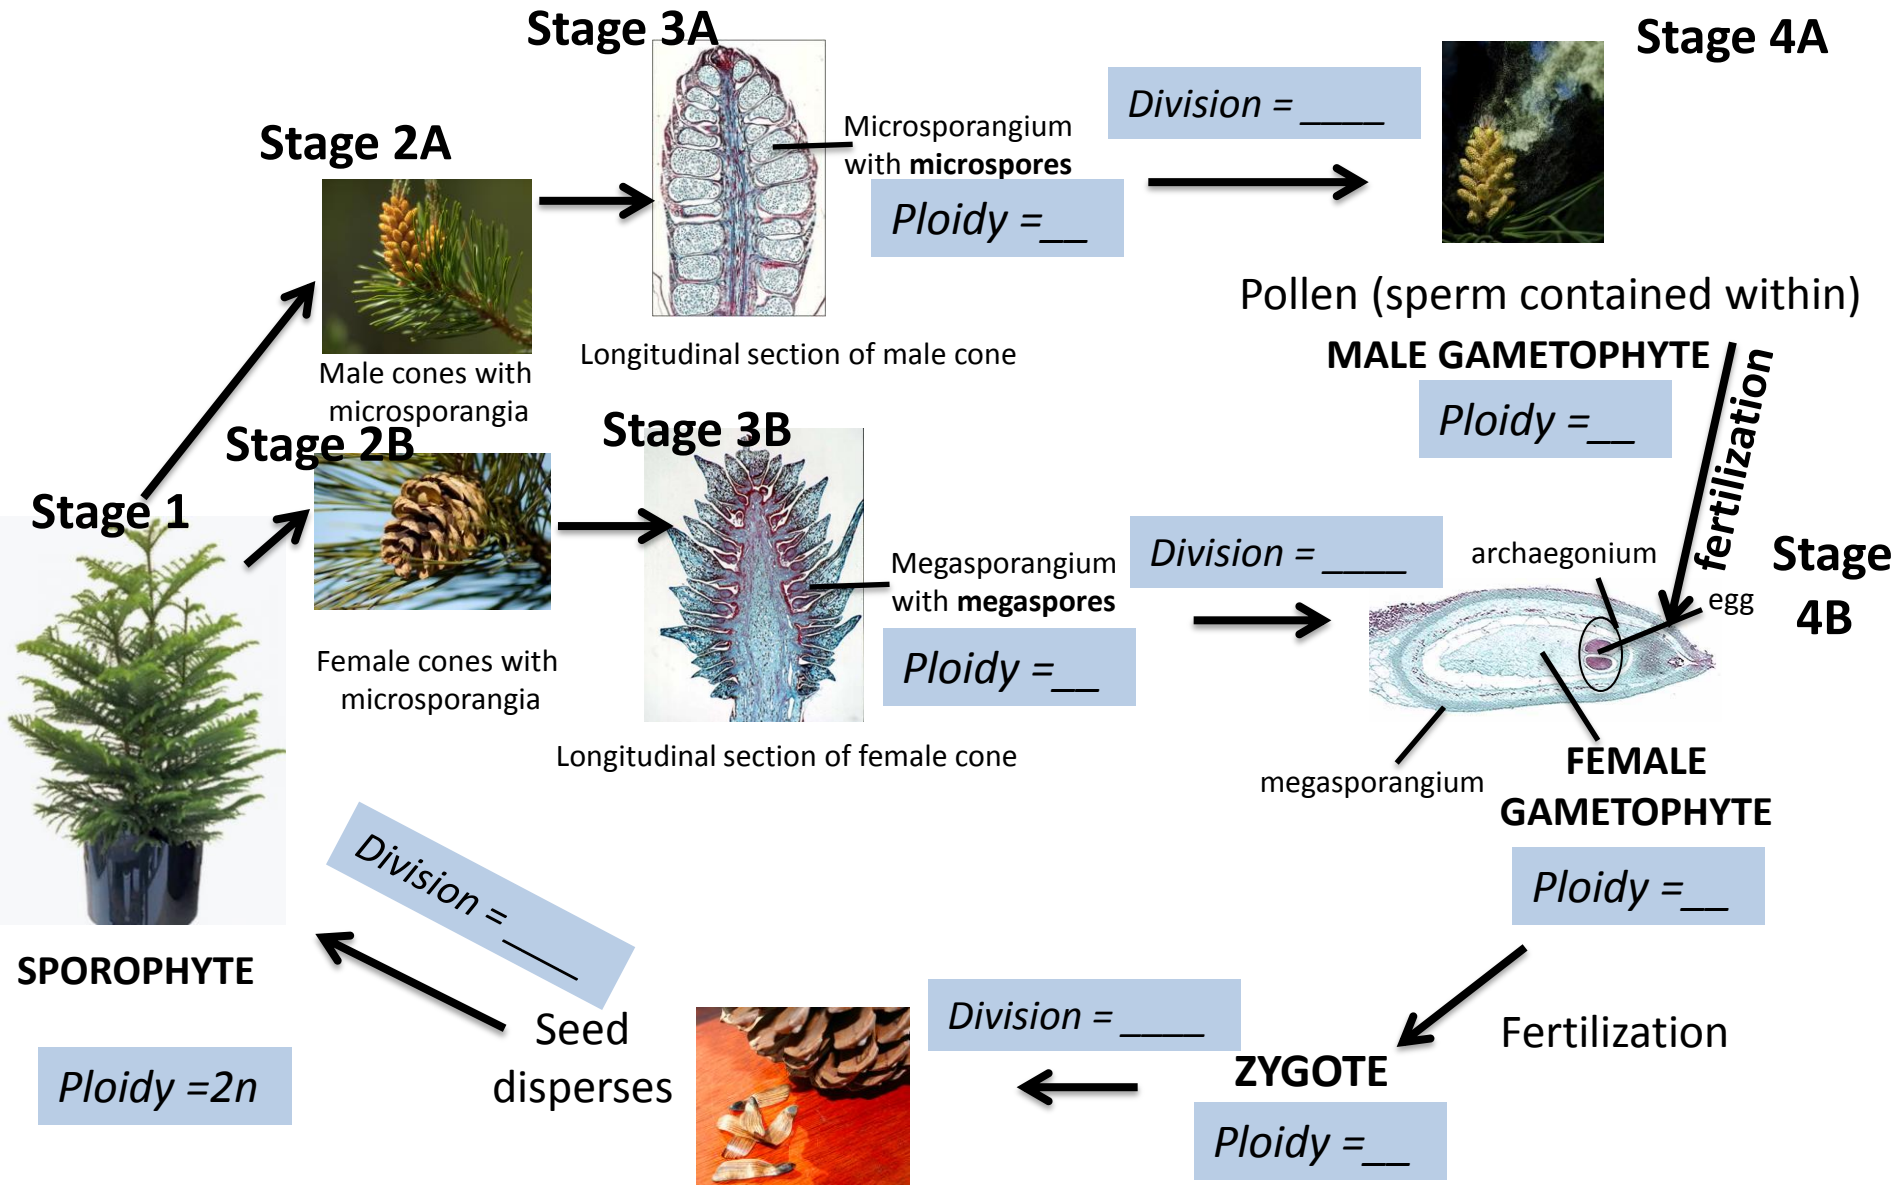 Stage 3A
Stage 4A
Division = ____
Microsporangium
with microspores
Ploidy =__
Stage 2A
Pollen (sperm contained within)
MALE GAMETOPHYTE
Ploidy =__
fertilization
Longitudinal section of male cone
Male cones with
microsporangia
Stage 2B
Stage 3B
Stage 1
Megasporangium
with megaspores
Ploidy =__
Division = ____
archaegonium
egg
Stage
4B
Female cones with
microsporangia
Longitudinal section of female cone
megasporangium
FEMALE
GAMETOPHYTE
Ploidy =__
Division =____
SPOROPHYTE
Ploidy =2n
Seed
disperses
Division = ____
ZYGOTE
Ploidy =__
Fertilization